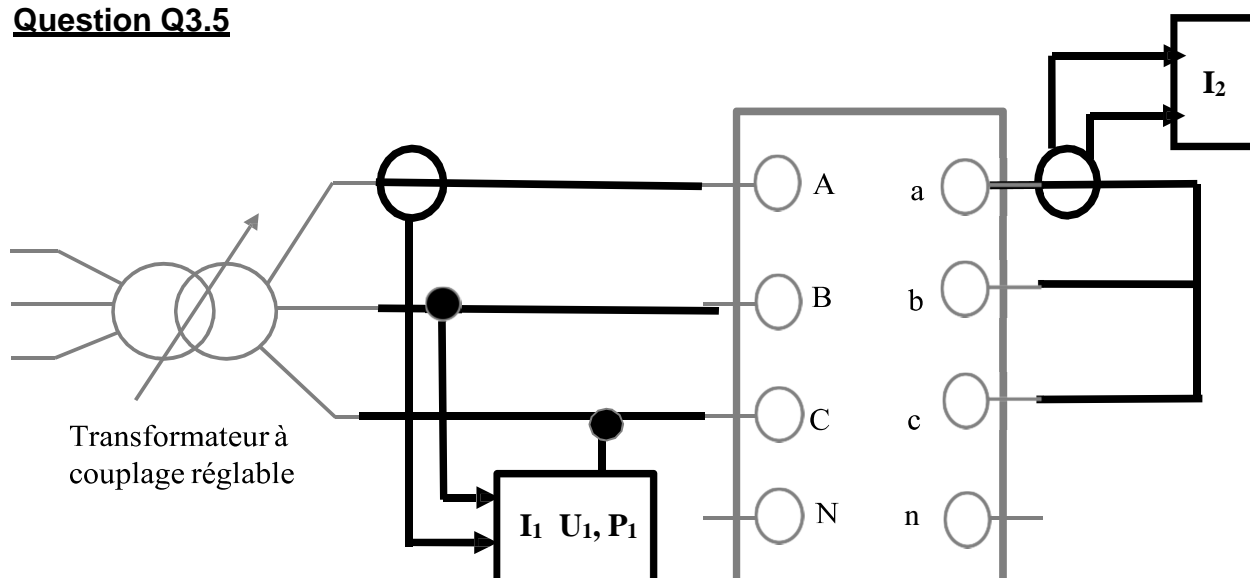 Question Q3.5
I₂
A
a
B
b
C
c
Transformateur à
couplage réglable
I₁ U₁, P₁
N
n